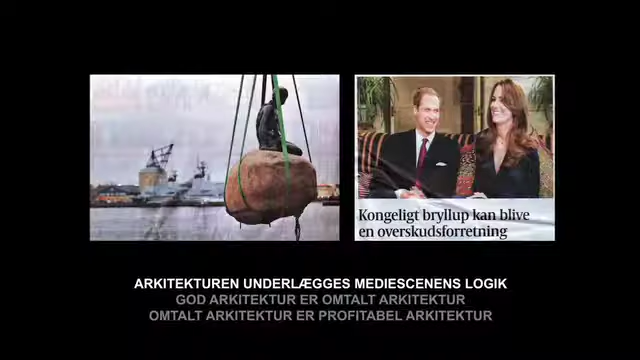 Kongeligt bryllup kan blive
en overskudsforretning
ARKITEKTUREN UNDERLÆGGES MEDIESCENENS LOGIK
GOD ARKITEKTUR ER OMTALT ARKITEKTUR
OMTALT ARKITEKTUR ER PROFITABEL ARKITEKTUR